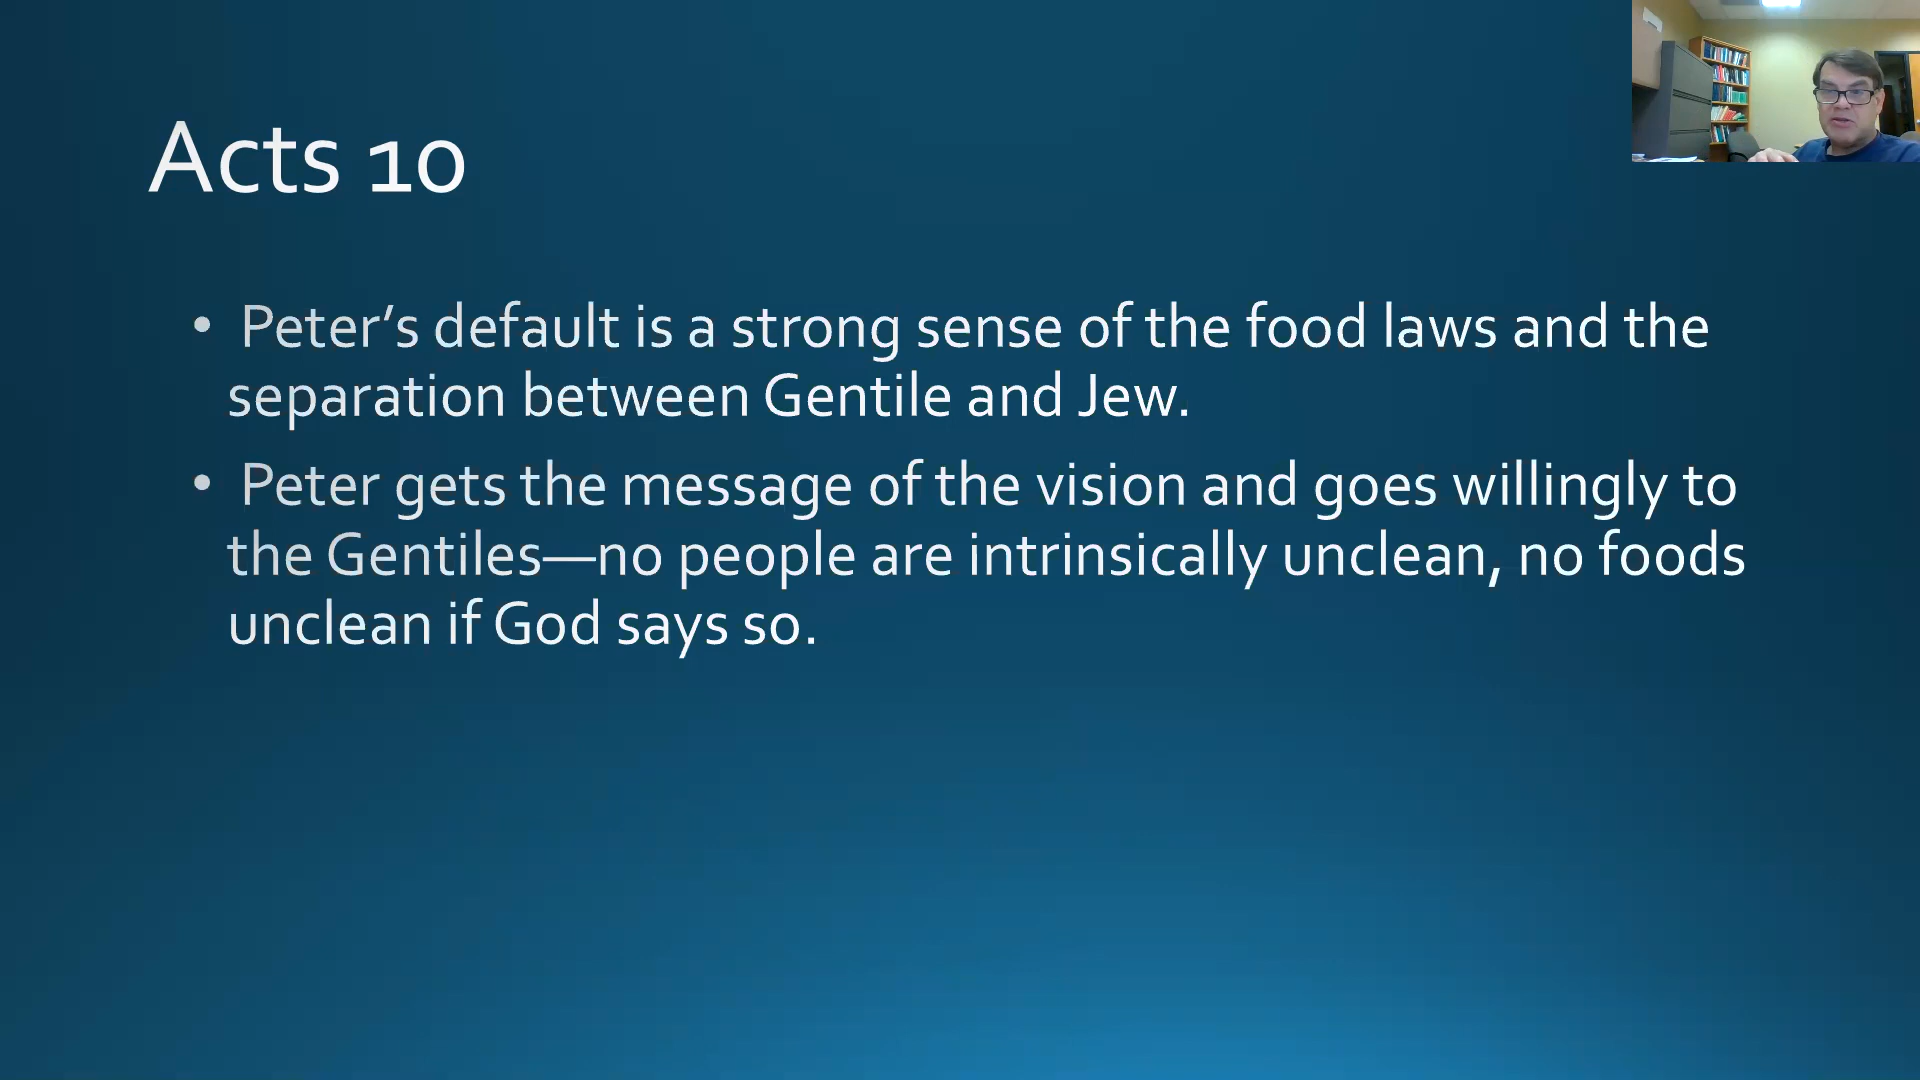 Acts 10
• Peter’s default is a strong sense of the food laws and the
separation between Gentile and Jew.
• Peter gets the message of the vision and goes willingly to
the Gentiles—no people are intrinsically unclean, no foods
unclean if God says so.